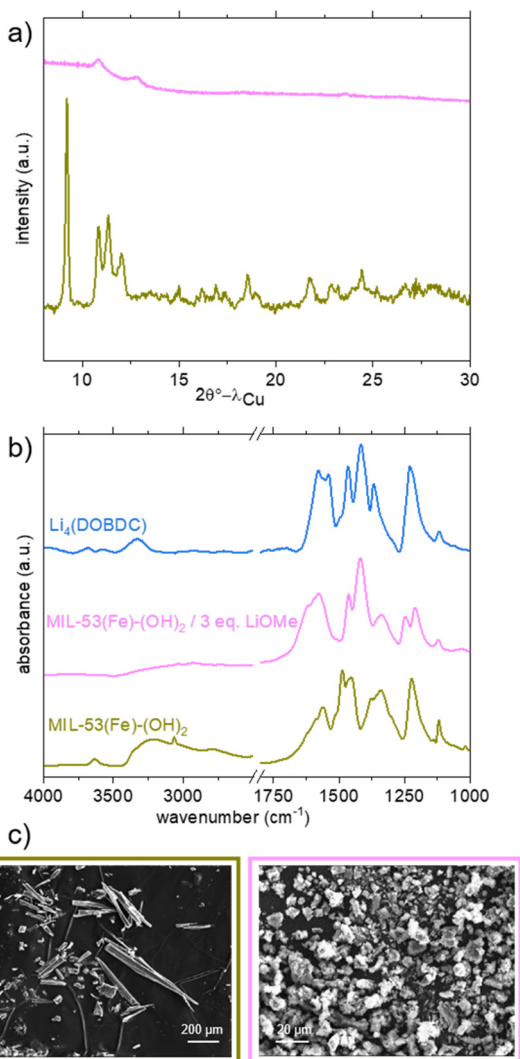 a)
intensity (a.u.)
10 15 20 25 30
2θ°−λCu
b)
absorbance (a.u.)
Li4(DOBDC)
MIL-53(Fe)-(OH)2 / 3 eq. LiOMe
MIL-53(Fe)-(OH)2
4000 3500 3000 1750 1500 1250 1000
wavenumber (cm-1)
c)
200 µm
20 µm